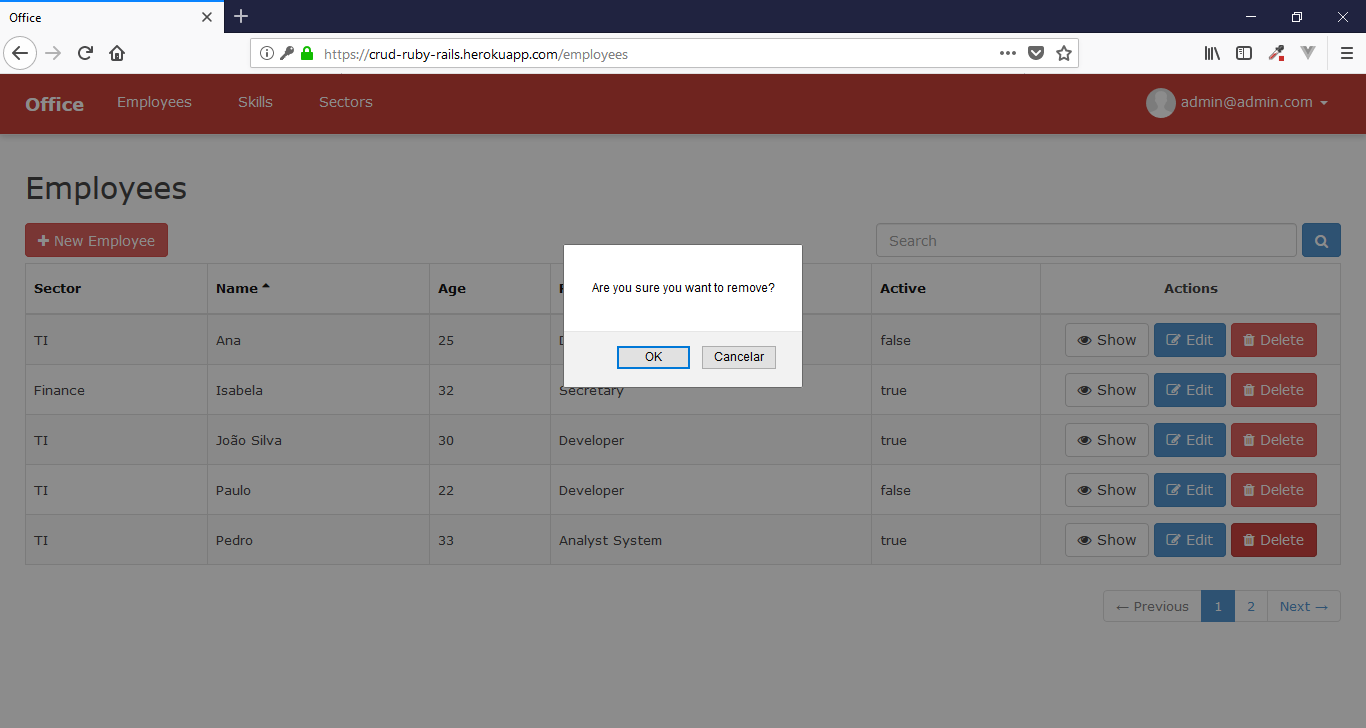 Office
https://crud-ruby-rails.herokuapp.com/employees
Office Employees Skills Sectors admin@admin.com
Employees
New Employee Search
Sector Name Age Active Actions
TI Ana 25 false Show Edit Delete
Finance Isabela 32 Secretary true Show Edit Delete
TI João Silva 30 Developer true Show Edit Delete
TI Paulo 22 Developer false Show Edit Delete
TI Pedro 33 Analyst System true Show Edit Delete
← Previous 1 2 Next →
Are you sure you want to remove?
OK Cancelar